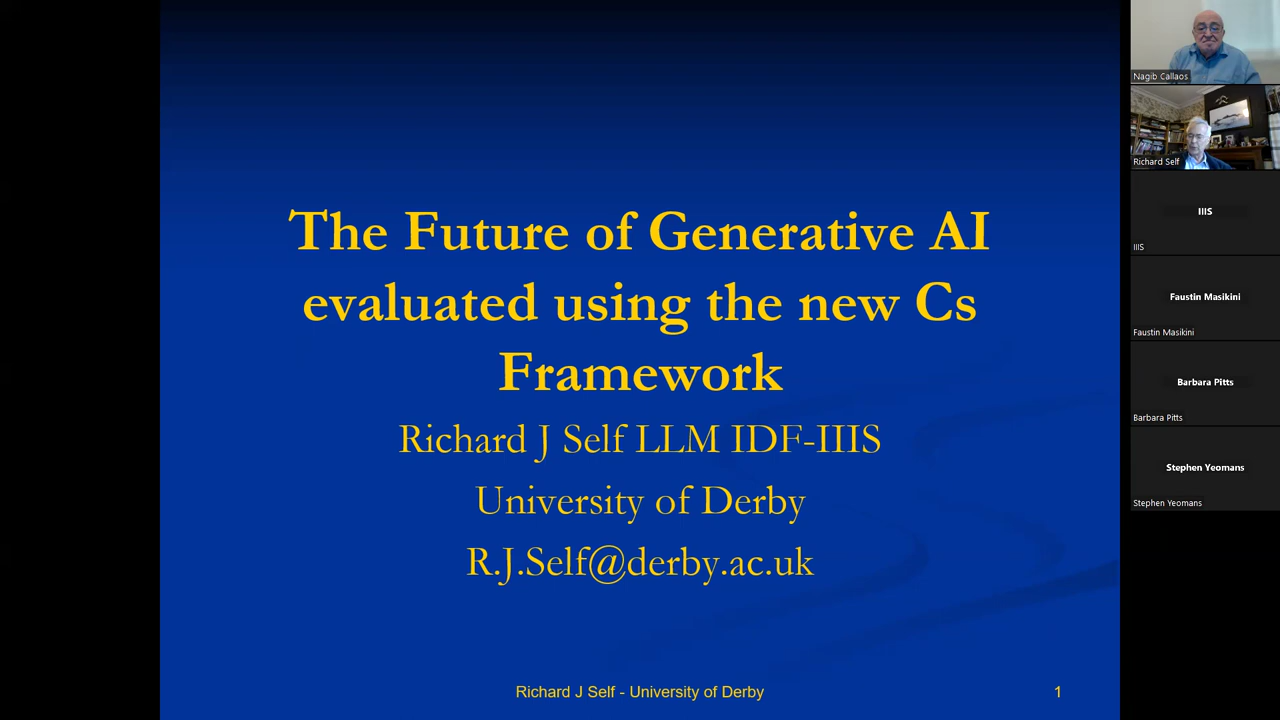 The Future of Generative AI
evaluated using the new Cs
Framework
Richard J Self LLM IDF-IIIS
University of Derby
R.J.Self@derby.ac.uk
Richard J Self - University of Derby
1
Nagib Callaos
Richard Self
IIIS
IIIS
Faustin Masikini
Faustin Masikini
Barbara Pitts
Barbara Pitts
Stephen Yeomans
Stephen Yeomans